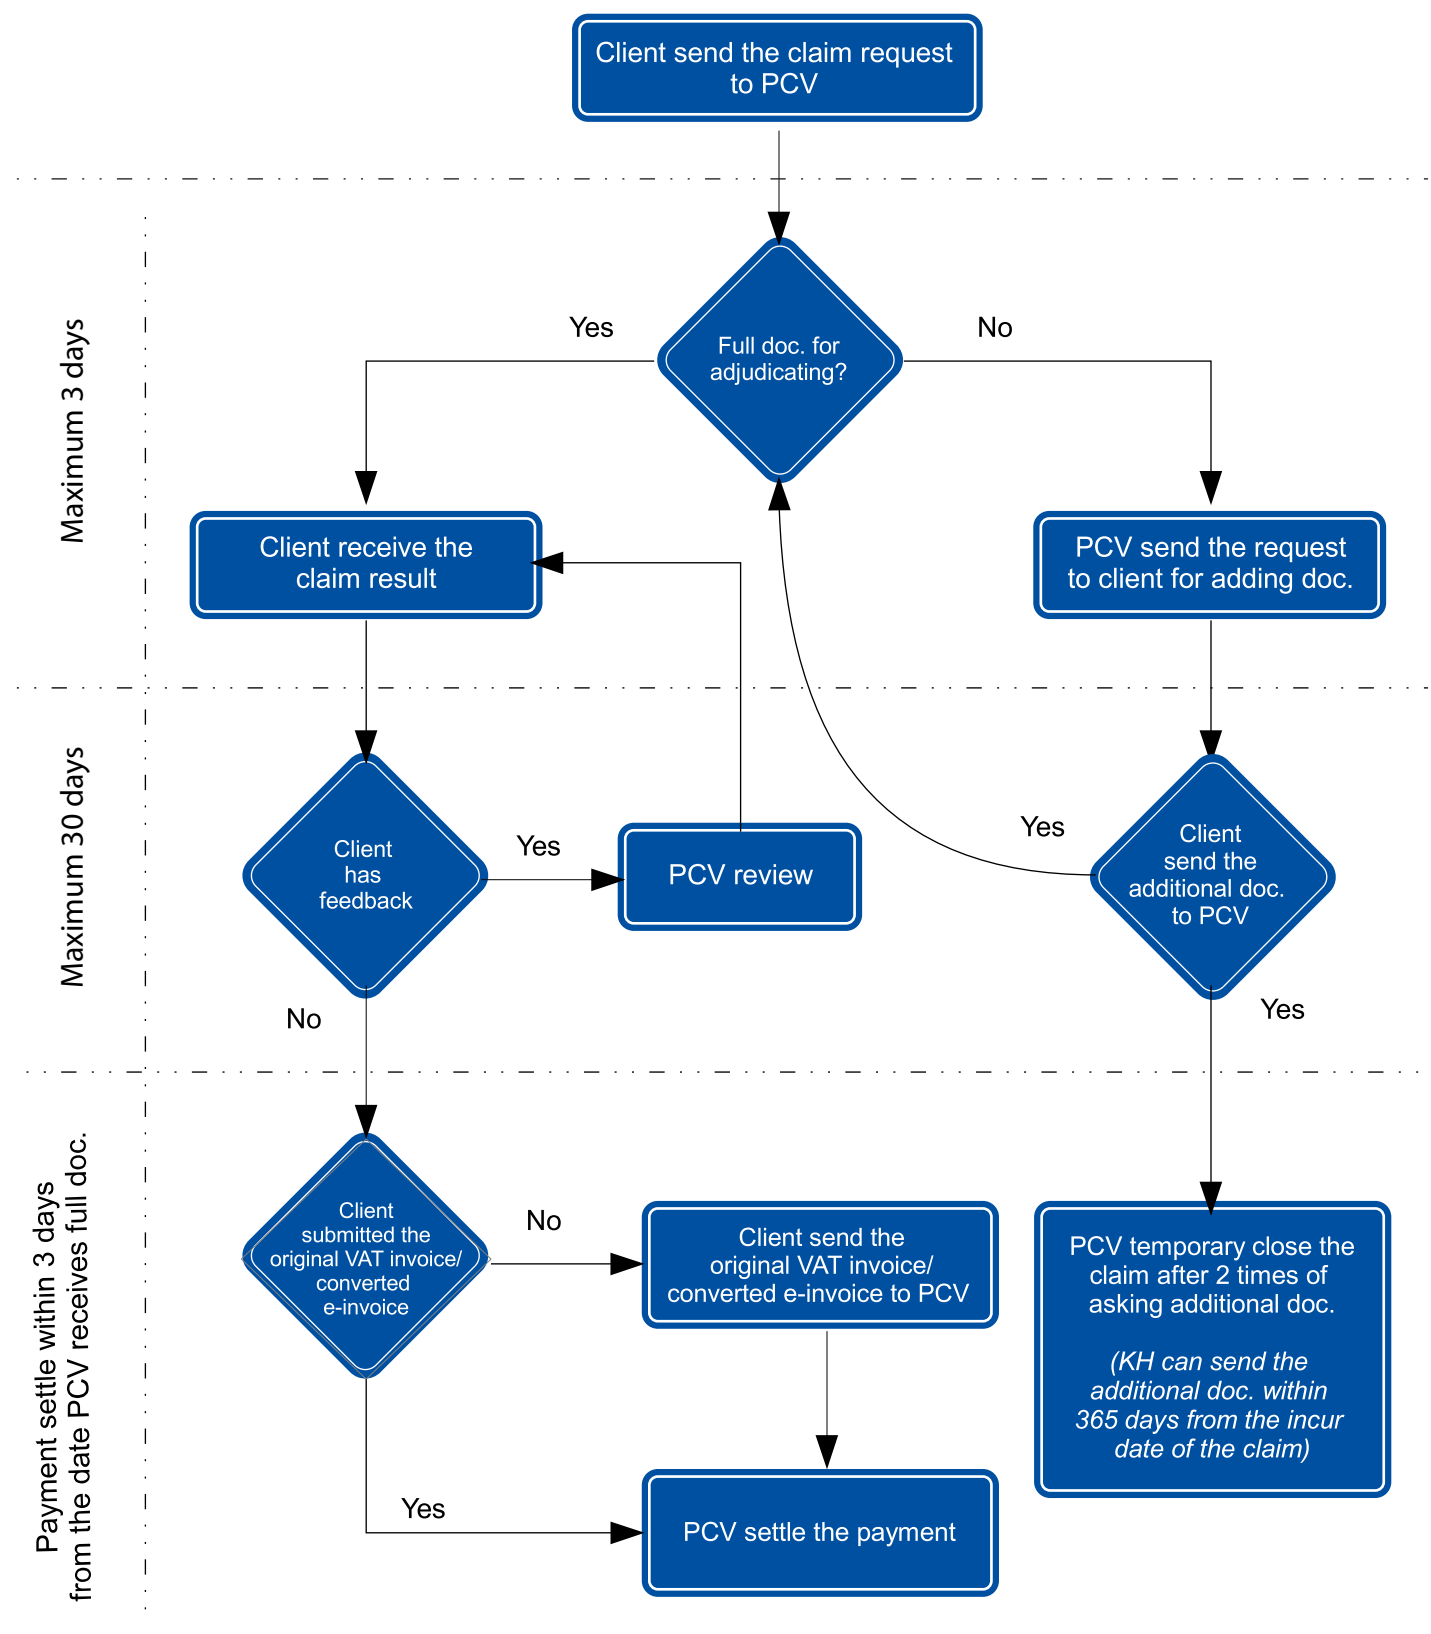 Client send the claim request
to PCV
Maximum 3 days
Yes
No
Full doc. for
adjudicating?
Client receive the
claim result
PCV send the request
to client for adding doc.
Maximum 30 days
Client
has
feedback
Yes
PCV review
Yes
Client
send the
additional doc.
to PCV
No
Yes
Payment settle within 3 days
from the date PCV receives full doc.
Client
submitted the
original VAT invoice/
converted
e-invoice
No
Client send the
original VAT invoice/
converted e-invoice to PCV
PCV temporary close the
claim after 2 times of
asking additional doc.
(KH can send the
additional doc. within
365 days from the incur
date of the claim)
Yes
PCV settle the payment